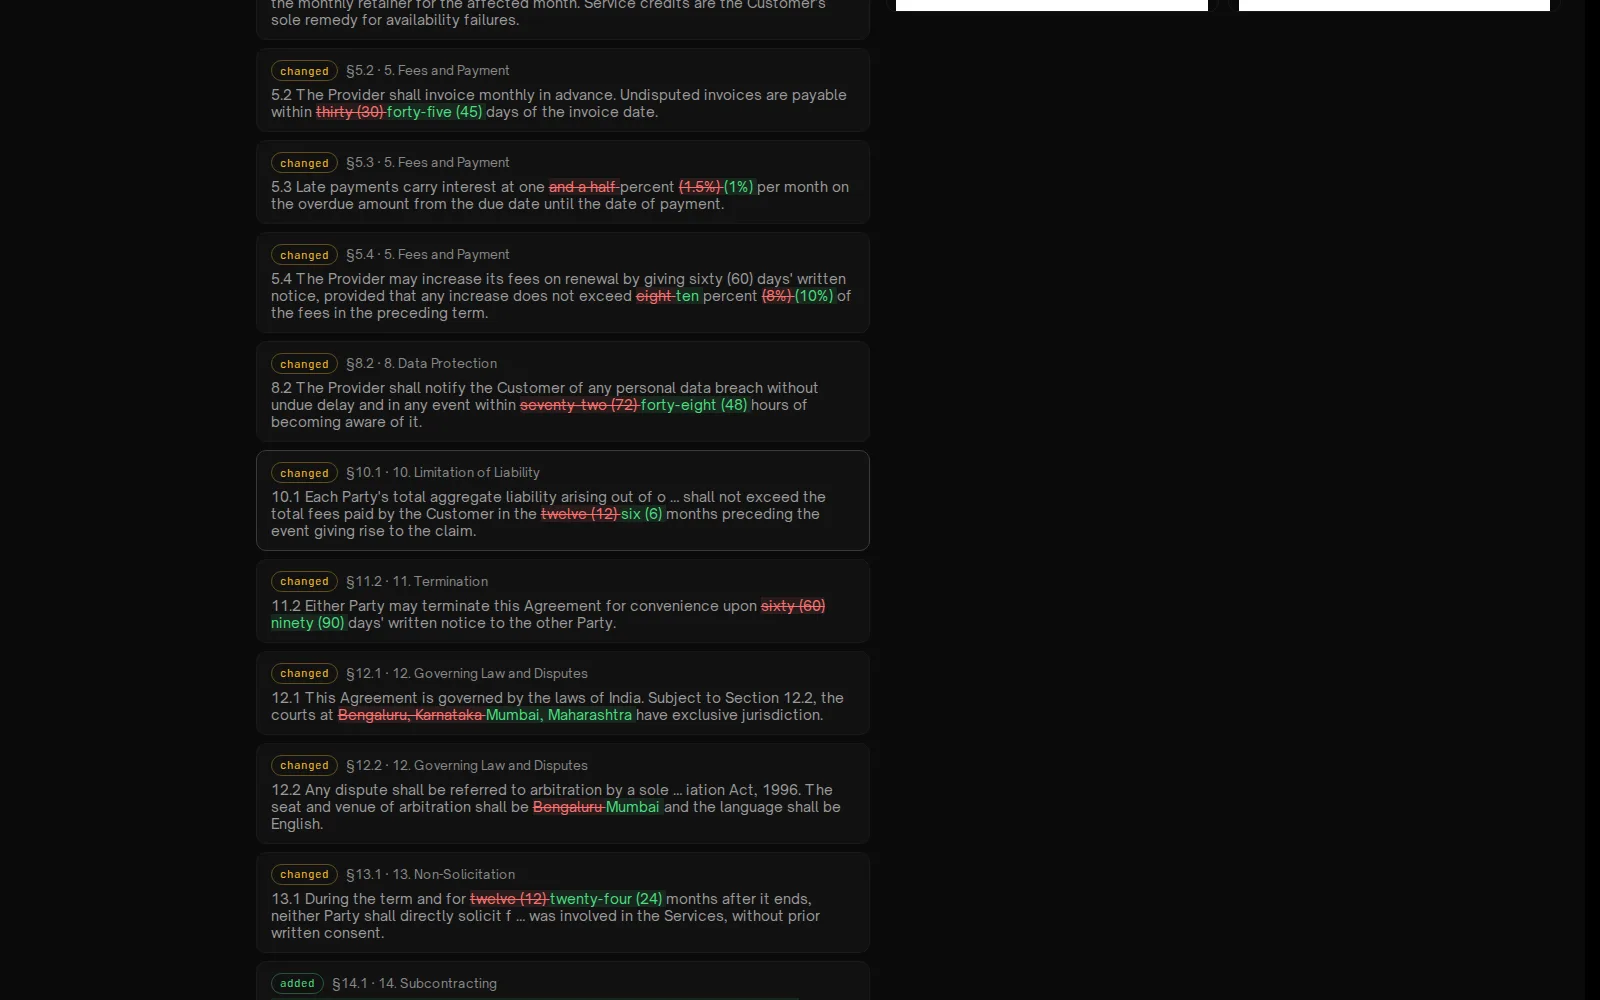 the monthly retainer for the affected month. Service credits are the Customer's
sole remedy for availability failures.
changed §5.2 · 5. Fees and Payment
5.2 The Provider shall invoice monthly in advance. Undisputed invoices are payable
within thirty (30) forty-five (45) days of the invoice date.
changed §5.3 · 5. Fees and Payment
5.3 Late payments carry interest at one and a half percent (1.5%) (1%) per month on
the overdue amount from the due date until the date of payment.
changed §5.4 · 5. Fees and Payment
5.4 The Provider may increase its fees on renewal by giving sixty (60) days' written
notice, provided that any increase does not exceed eight ten percent (8%) (10%) of
the fees in the preceding term.
changed §8.2 · 8. Data Protection
8.2 The Provider shall notify the Customer of any personal data breach without
undue delay and in any event within seventy-two (72) forty-eight (48) hours of
becoming aware of it.
changed §10.1 · 10. Limitation of Liability
10.1 Each Party's total aggregate liability arising out of o ... shall not exceed the
total fees paid by the Customer in the twelve (12) six (6) months preceding the
event giving rise to the claim.
changed §11.2 · 11. Termination
11.2 Either Party may terminate this Agreement for convenience upon sixty (60)
ninety (90) days' written notice to the other Party.
changed §12.1 · 12. Governing Law and Disputes
12.1 This Agreement is governed by the laws of India. Subject to Section 12.2, the
courts at Bengaluru, Karnataka Mumbai, Maharashtra have exclusive jurisdiction.
changed §12.2 · 12. Governing Law and Disputes
12.2 Any dispute shall be referred to arbitration by a sole ... iation Act, 1996. The
seat and venue of arbitration shall be Bengaluru Mumbai and the language shall be
English.
changed §13.1 · 13. Non-Solicitation
13.1 During the term and for twelve (12) twenty-four (24) months after it ends,
neither Party shall directly solicit f ... was involved in the Services, without prior
written consent.
added §14.1 · 14. Subcontracting